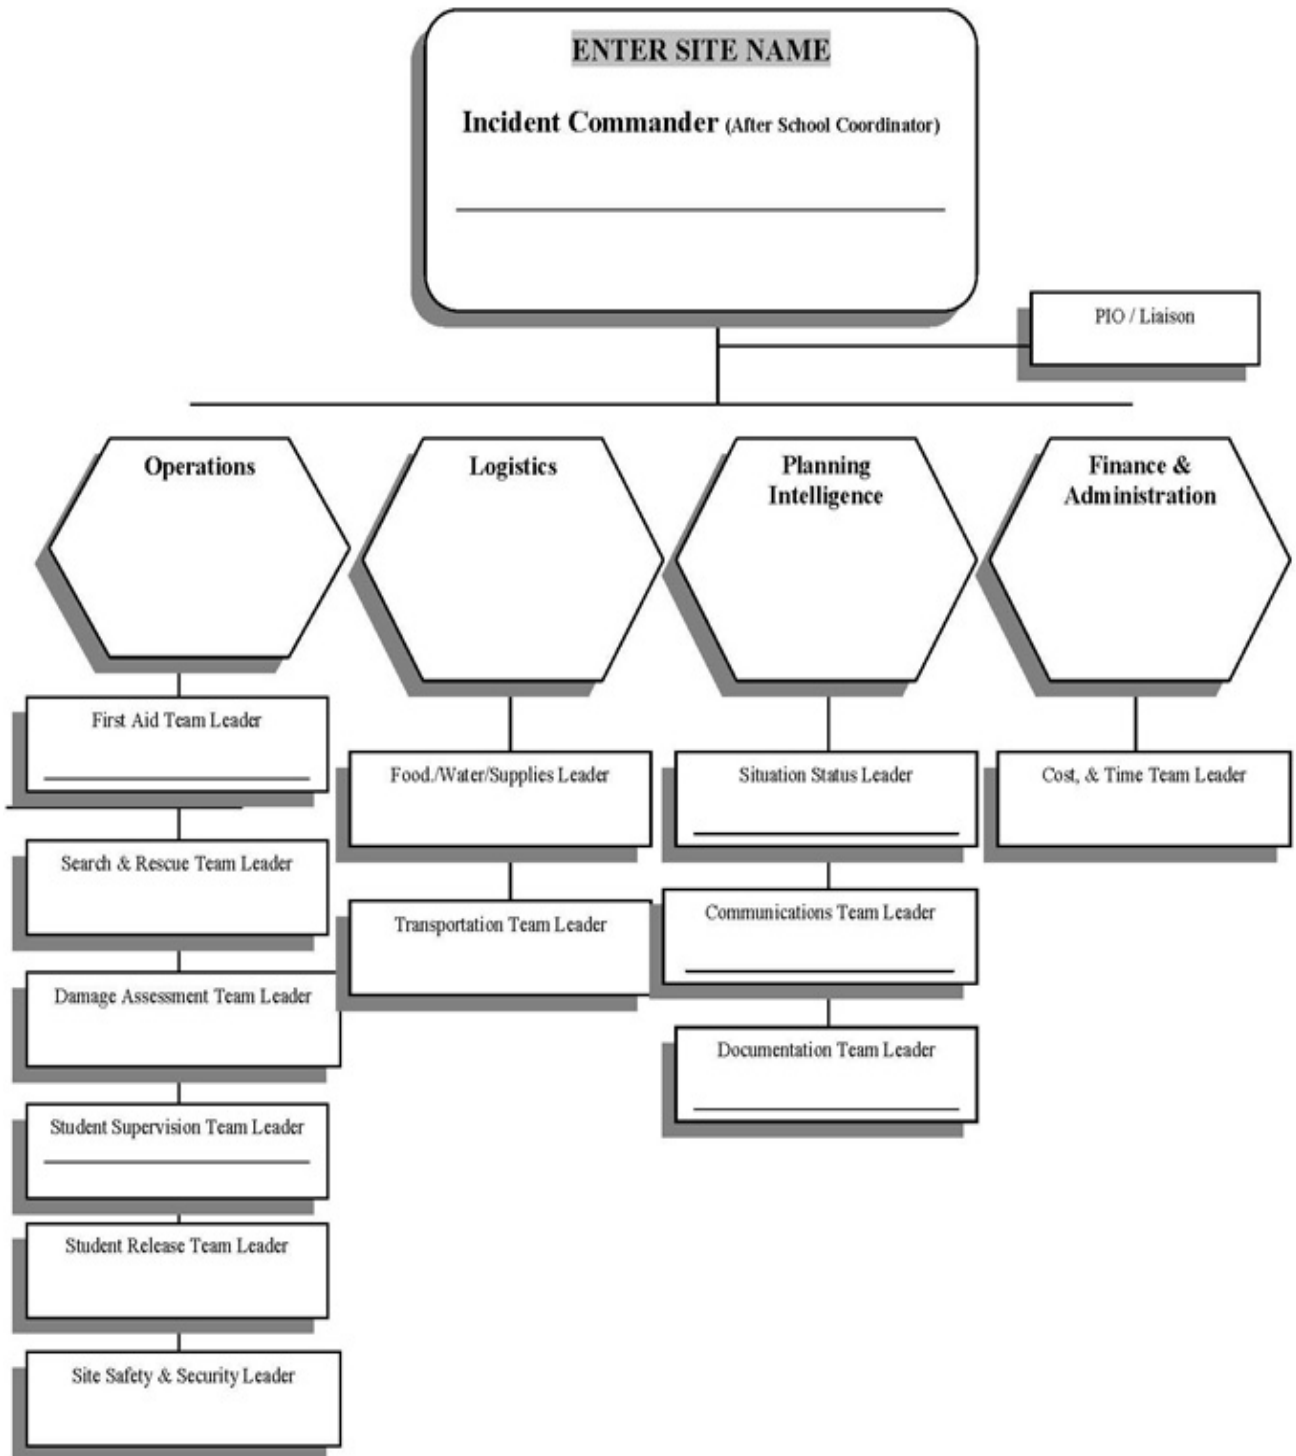 ENTER SITE NAME
Incident Commander (After School Coordinator)
PIO / Liaison
Operations
Logistics
Planning
Intelligence
Finance &
Administration
First Aid Team Leader
Search & Rescue Team Leader
Damage Assessment Team Leader
Student Supervision Team Leader
Student Release Team Leader
Site Safety & Security Leader
Food./Water/Supplies Leader
Transportation Team Leader
Situation Status Leader
Communications Team Leader
Documentation Team Leader
Cost, & Time Team Leader